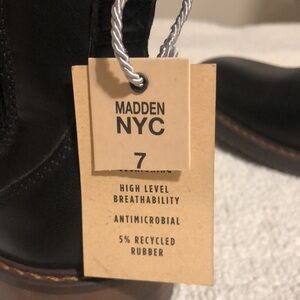 MADDEN
NYC
7
HIGH LEVEL
BREATHABILITY
ANTIMICROBIAL
5% RECYCLED
RUBBER